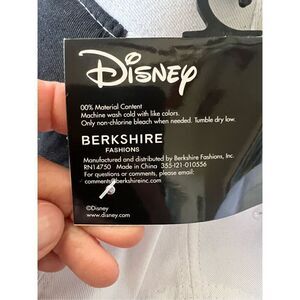 Disney
00% Material Content
Machine wash cold with like colors.
Only non-chlorine bleach when needed. Tumble dry low.
BERKSHIRE
FASHIONS
Manufactured and distributed by Berkshire Fashions, Inc.
RN14750 Made in China 355-121-010556
For questions or comments, please email:
comments@berkshireinc.com
©Disney
www.disney.com